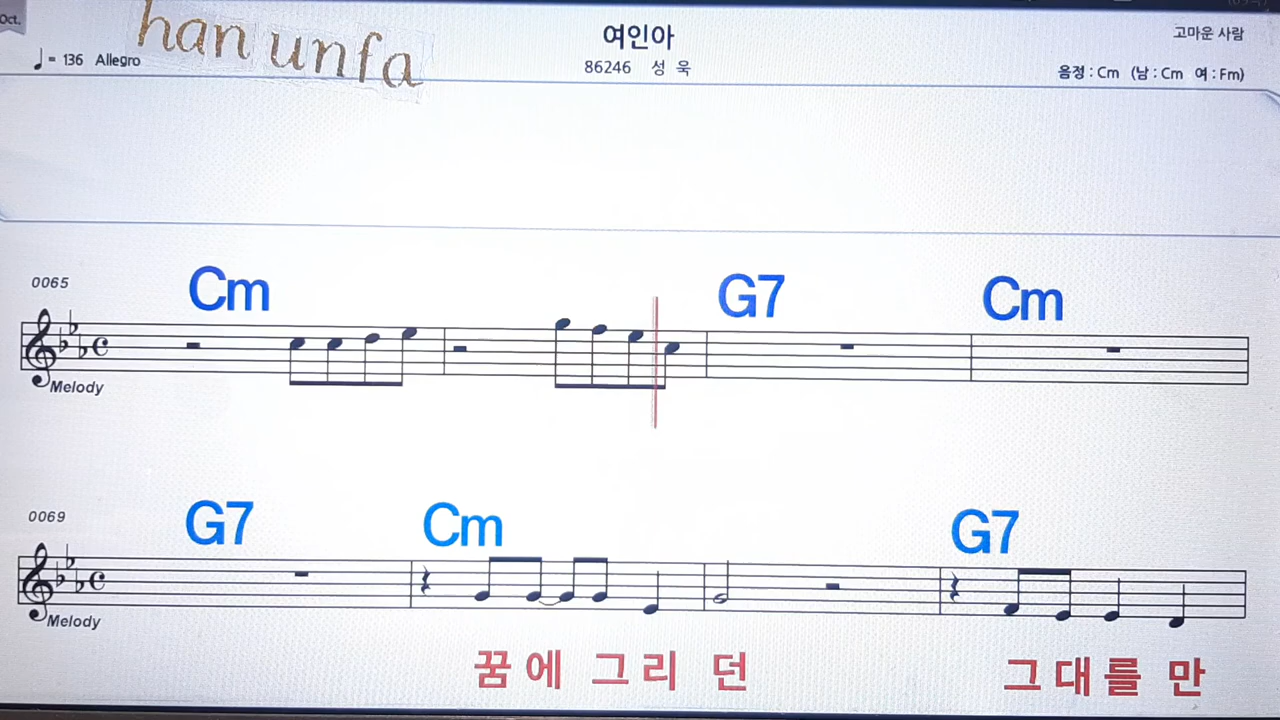 Oct.
han unfa
여인아
고마운 사람
♩= 136 Allegro
86246 성 욱
음정 : Cm (남 : Cm 여 : Fm)
0065
Cm G7 Cm
Melody
0069
G7 Cm G7
Melody
꿈에 그리 던 그대를 만